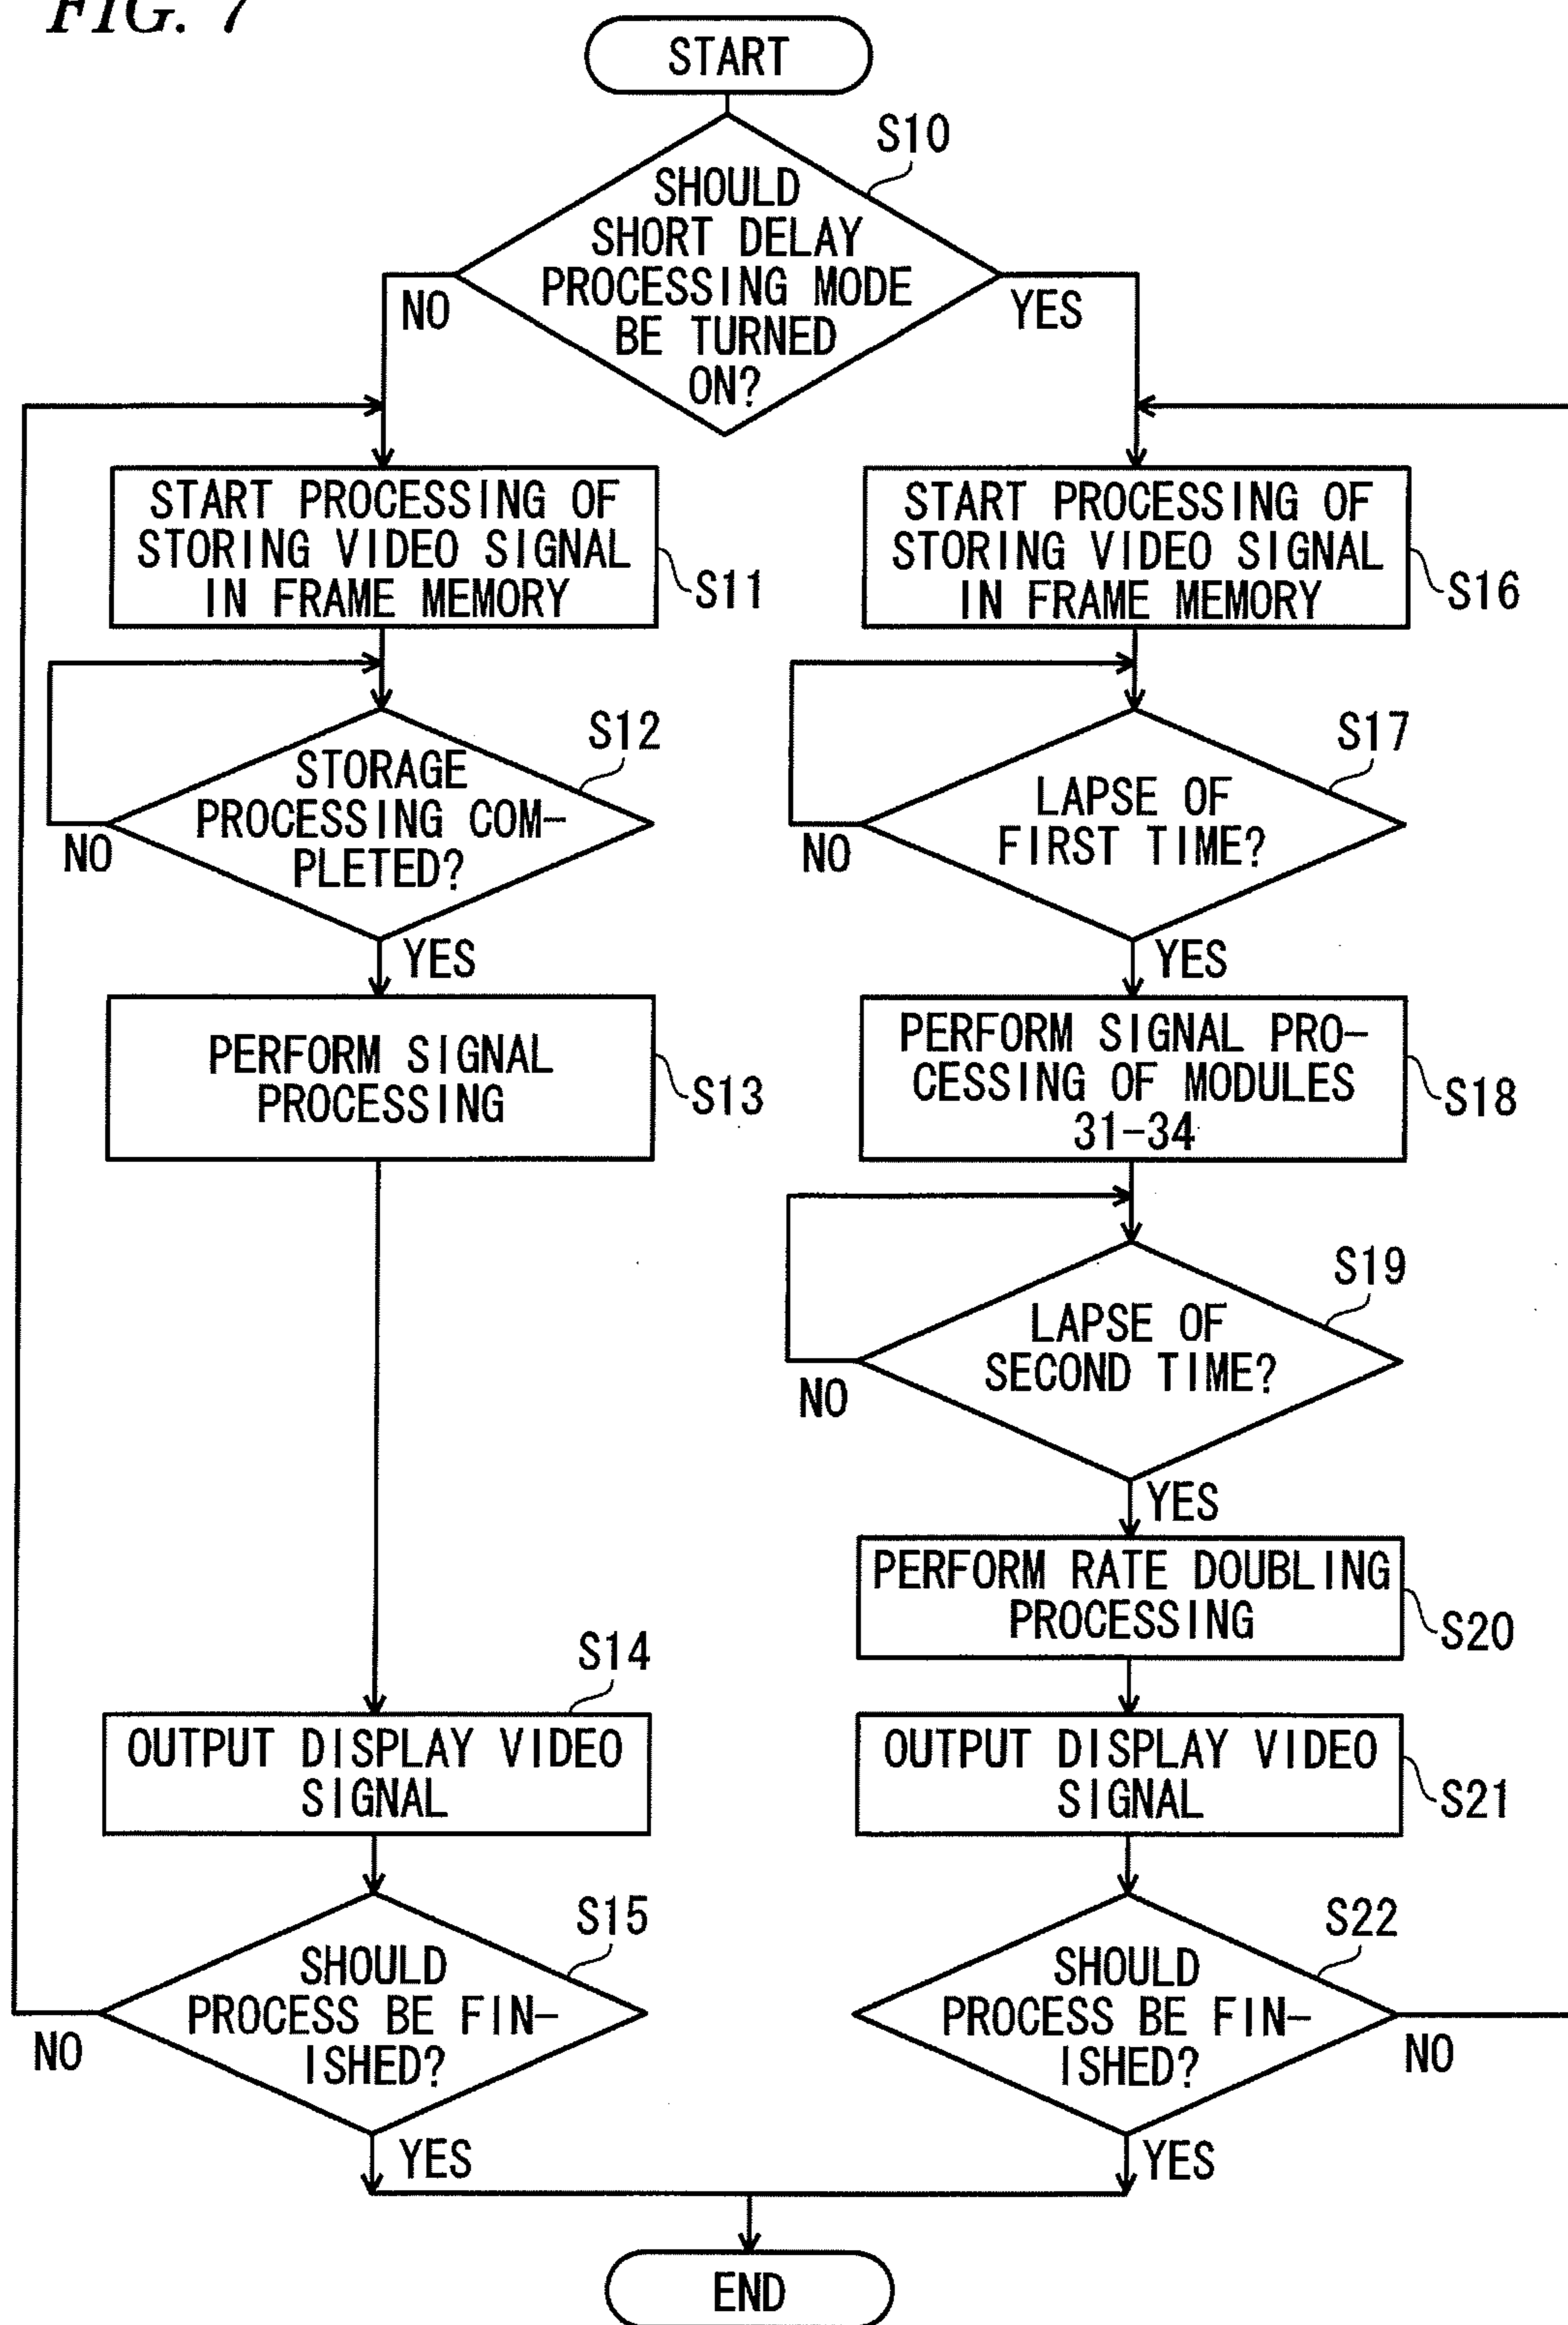 FIG. 7
START
S10
SHOULD
SHORT DELAY
PROCESSING MODE
BE TURNED
ON?
NO
YES
START PROCESSING OF
STORING VIDEO SIGNAL
IN FRAME MEMORY
S11
START PROCESSING OF
STORING VIDEO SIGNAL
IN FRAME MEMORY
S16
S12
STORAGE
PROCESSING COM-
PLETED?
NO
YES
S17
LAPSE OF
FIRST TIME?
NO
YES
PERFORM SIGNAL
PROCESSING
S13
PERFORM SIGNAL PRO-
CESSING OF MODULES
31-34
S18
S19
LAPSE OF
SECOND TIME?
NO
YES
PERFORM RATE DOUBLING
PROCESSING
S20
S14
OUTPUT DISPLAY VIDEO
SIGNAL
OUTPUT DISPLAY VIDEO
SIGNAL
S21
S15
SHOULD
PROCESS BE FIN-
ISHED?
NO
YES
S22
SHOULD
PROCESS BE FIN-
ISHED?
NO
YES
END